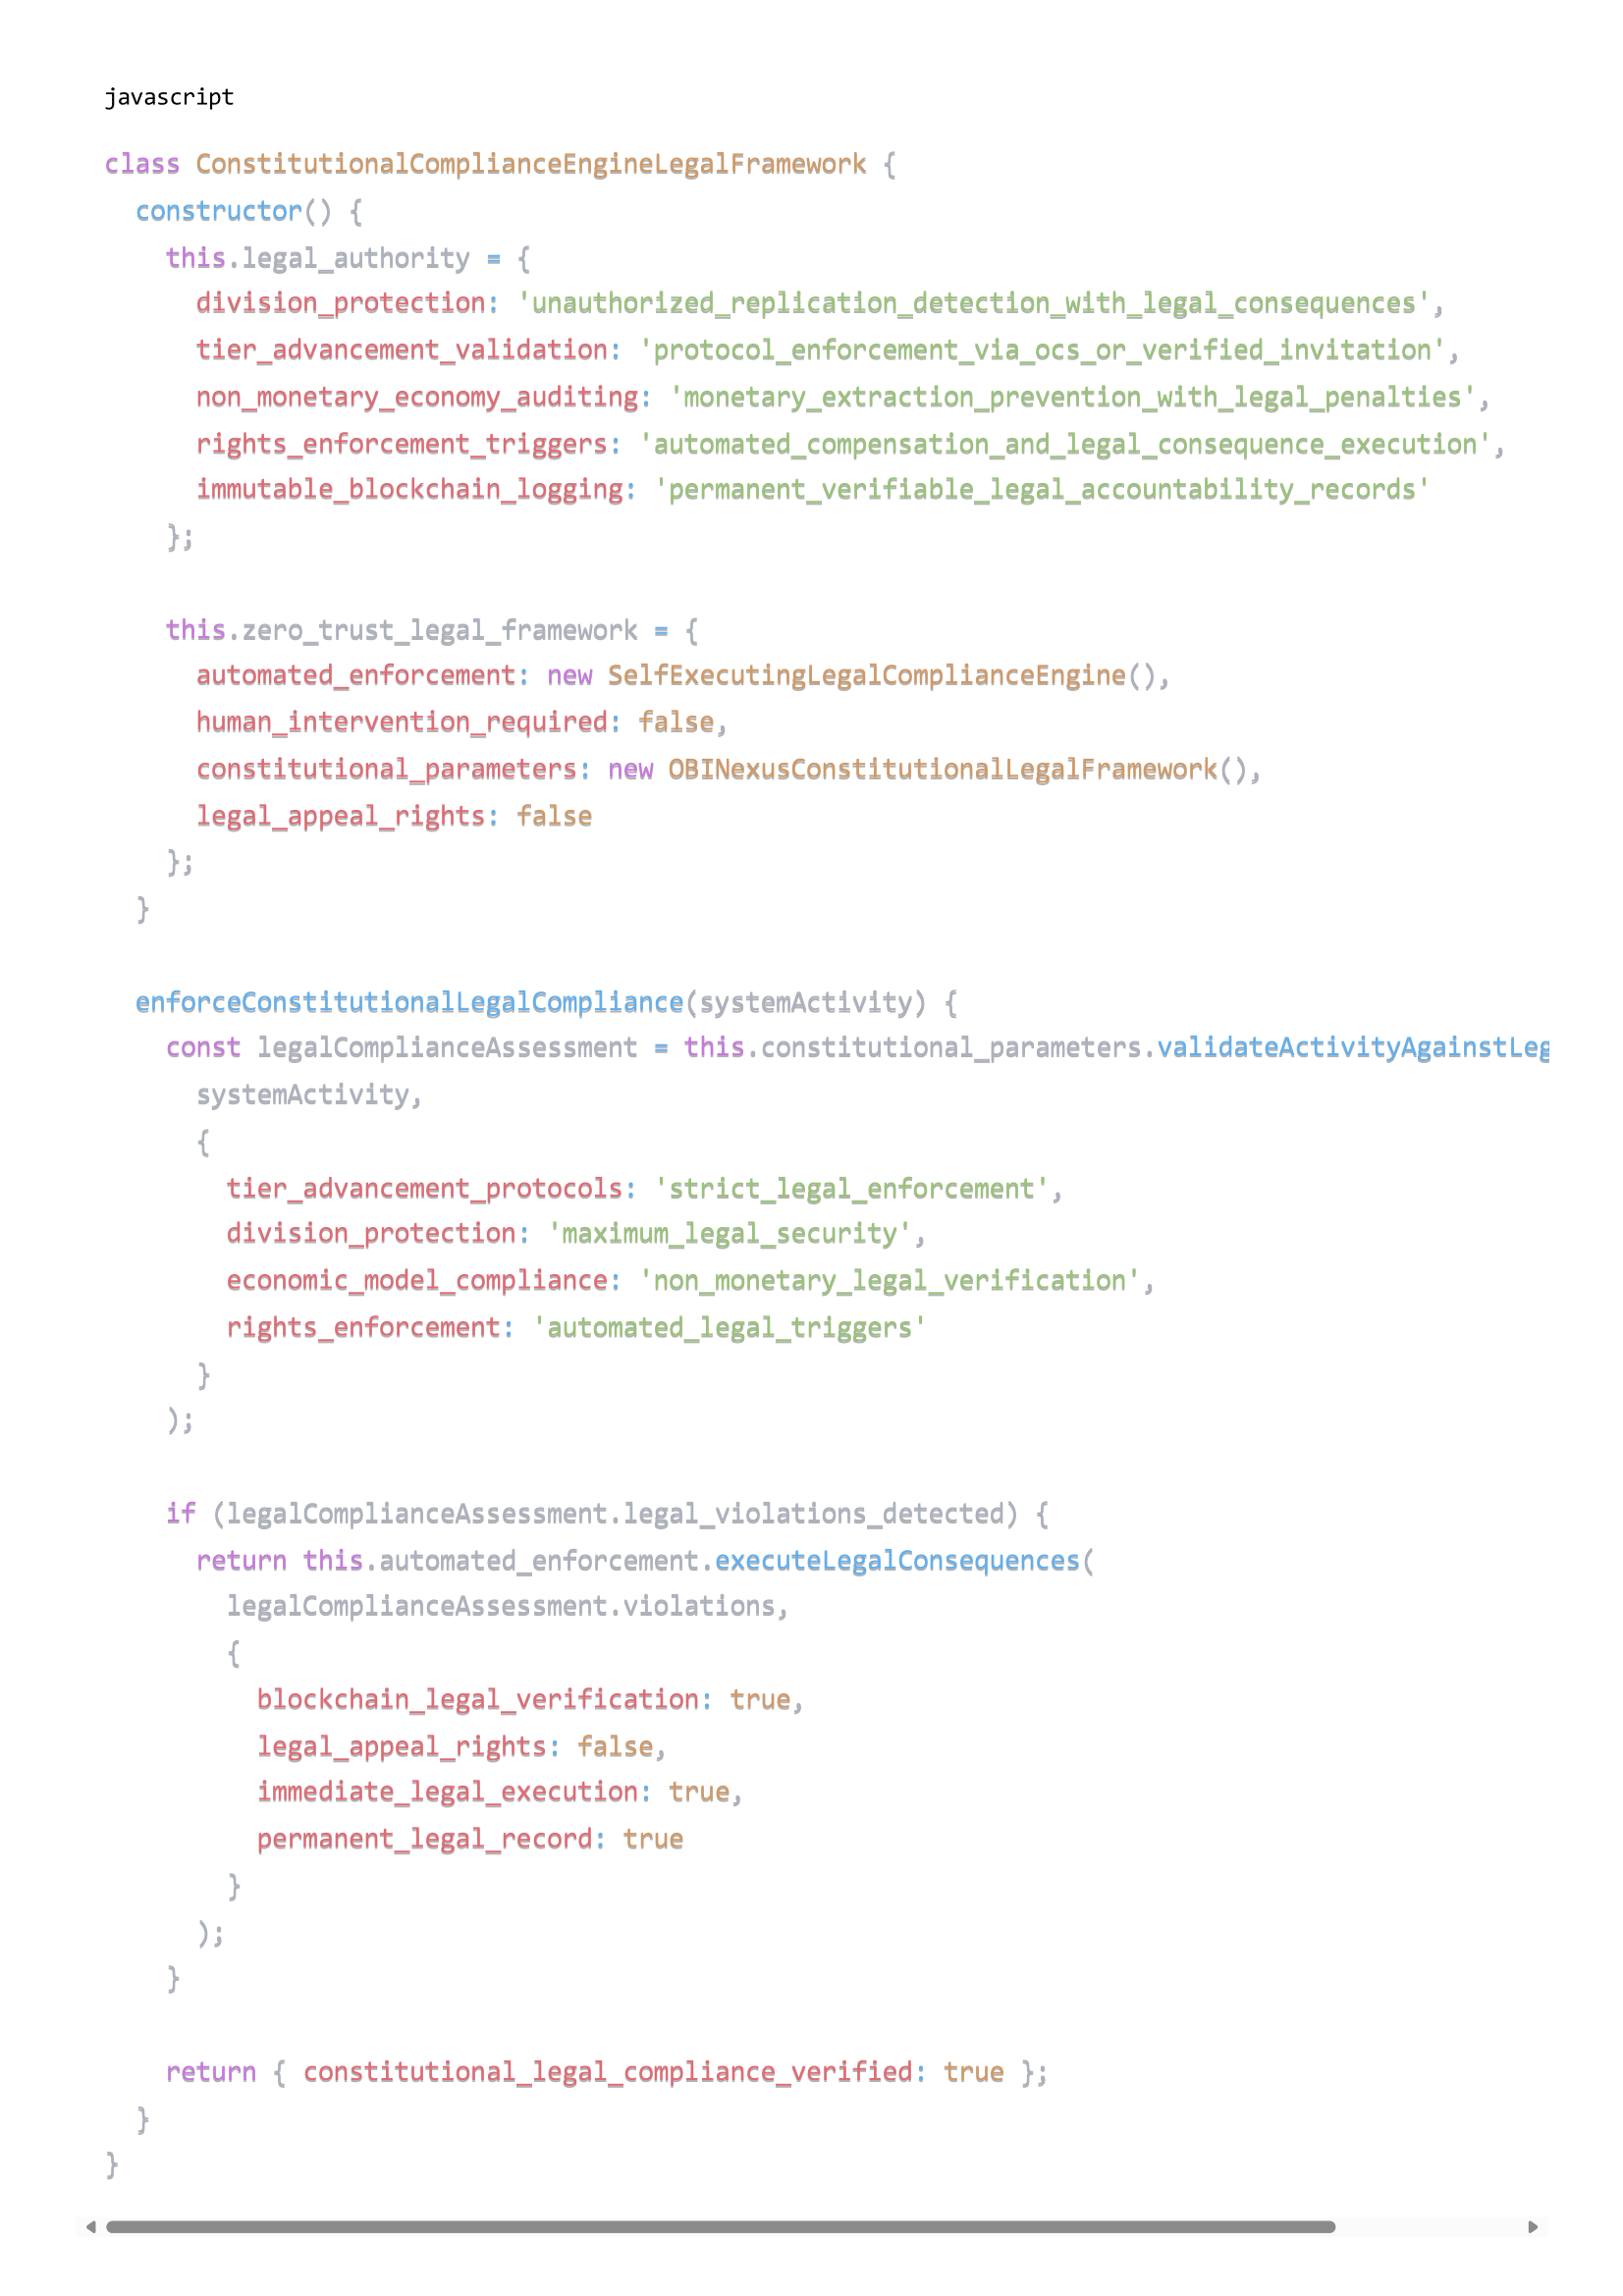 javascript
class ConstitutionalComplianceEngineLegalFramework {
  constructor() {
    this.legal_authority = {
      division_protection: 'unauthorized_replication_detection_with_legal_consequences',
      tier_advancement_validation: 'protocol_enforcement_via_ocs_or_verified_invitation',
      non_monetary_economy_auditing: 'monetary_extraction_prevention_with_legal_penalties',
      rights_enforcement_triggers: 'automated_compensation_and_legal_consequence_execution',
      immutable_blockchain_logging: 'permanent_verifiable_legal_accountability_records'
    };
    this.zero_trust_legal_framework = {
      automated_enforcement: new SelfExecutingLegalComplianceEngine(),
      human_intervention_required: false,
      constitutional_parameters: new OBINexusConstitutionalLegalFramework(),
      legal_appeal_rights: false
    };
  }
  enforceConstitutionalLegalCompliance(systemActivity) {
    const legalComplianceAssessment = this.constitutional_parameters.validateActivityAgainstLeg
      systemActivity,
      {
        tier_advancement_protocols: 'strict_legal_enforcement',
        division_protection: 'maximum_legal_security',
        economic_model_compliance: 'non_monetary_legal_verification',
        rights_enforcement: 'automated_legal_triggers'
      }
    );
    if (legalComplianceAssessment.legal_violations_detected) {
      return this.automated_enforcement.executeLegalConsequences(
        legalComplianceAssessment.violations,
        {
          blockchain_legal_verification: true,
          legal_appeal_rights: false,
          immediate_legal_execution: true,
          permanent_legal_record: true
        }
      );
    }
    return { constitutional_legal_compliance_verified: true };
  }
}